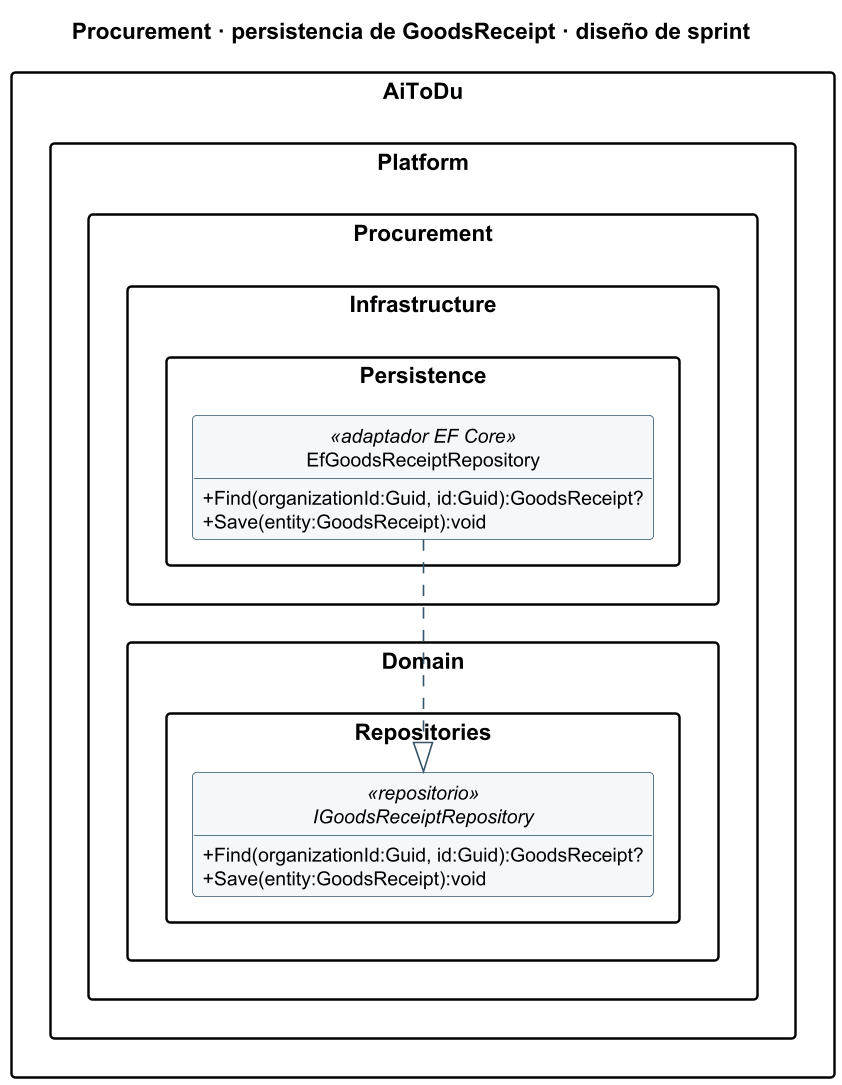 Procurement · persistencia de GoodsReceipt · diseño de sprint
AiToDu
Platform
Procurement
Infrastructure
Persistence
«adaptador EF Core»
EfGoodsReceiptRepository
+Find(organizationId:Guid, id:Guid):GoodsReceipt?
+Save(entity:GoodsReceipt):void
Domain
Repositories
«repositorio»
IGoodsReceiptRepository
+Find(organizationId:Guid, id:Guid):GoodsReceipt?
+Save(entity:GoodsReceipt):void